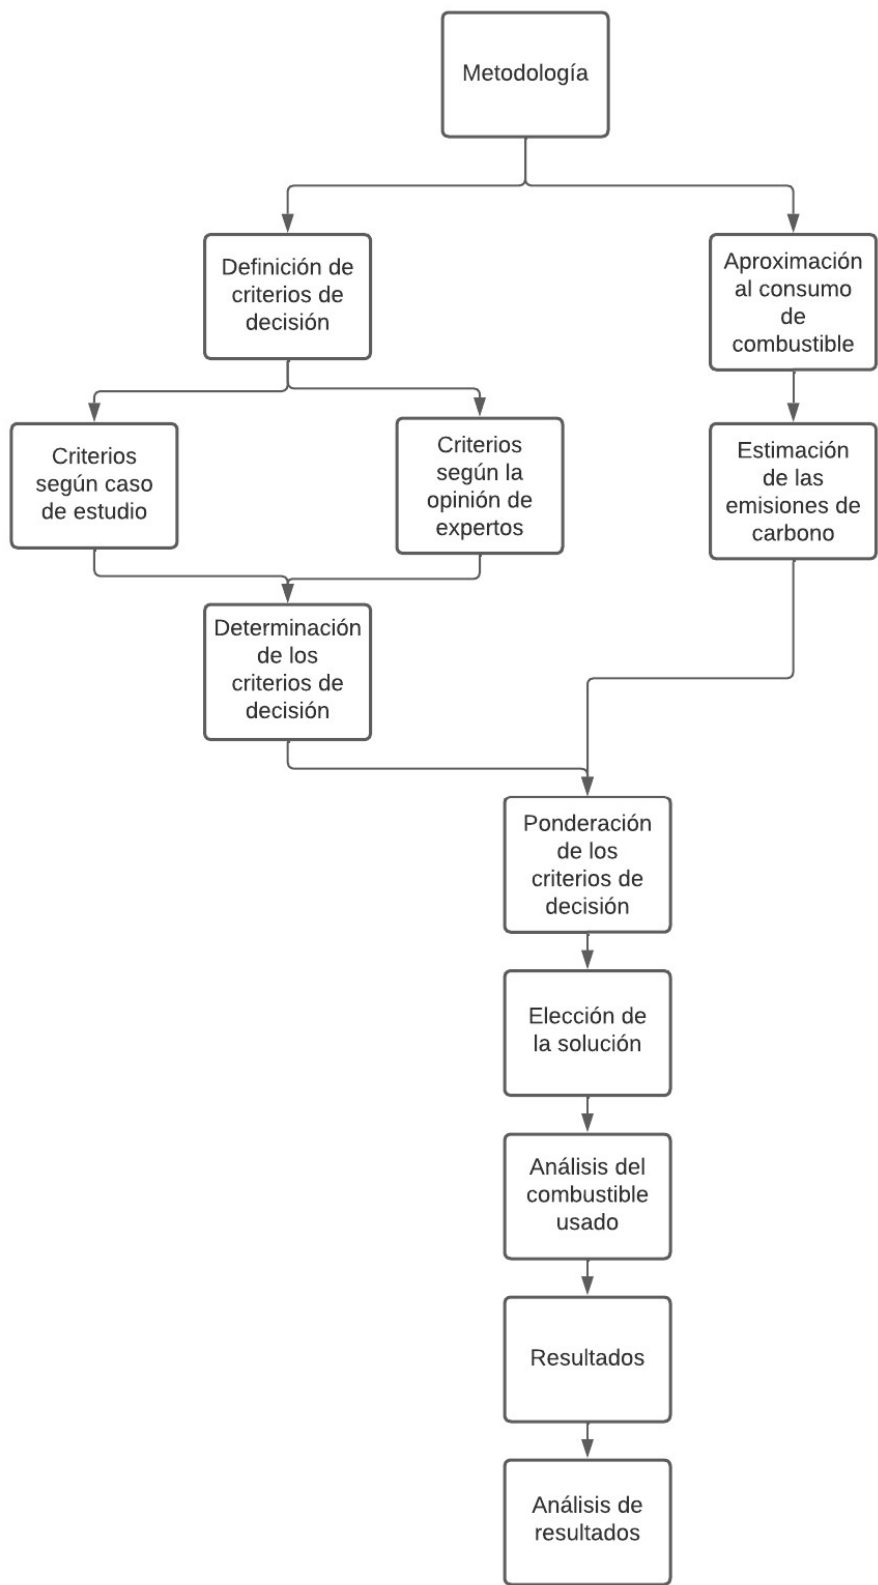 Metodología
Definición de
criterios de
decisión
Aproximación
al consumo
de
combustible
Criterios
según caso
de estudio
Criterios
según la
opinión de
expertos
Estimación
de las
emisiones de
carbono
Determinación
de los
criterios de
decisión
Ponderación
de los
criterios de
decisión
Elección de
la solución
Análisis del
combustible
usado
Resultados
Análisis de
resultados